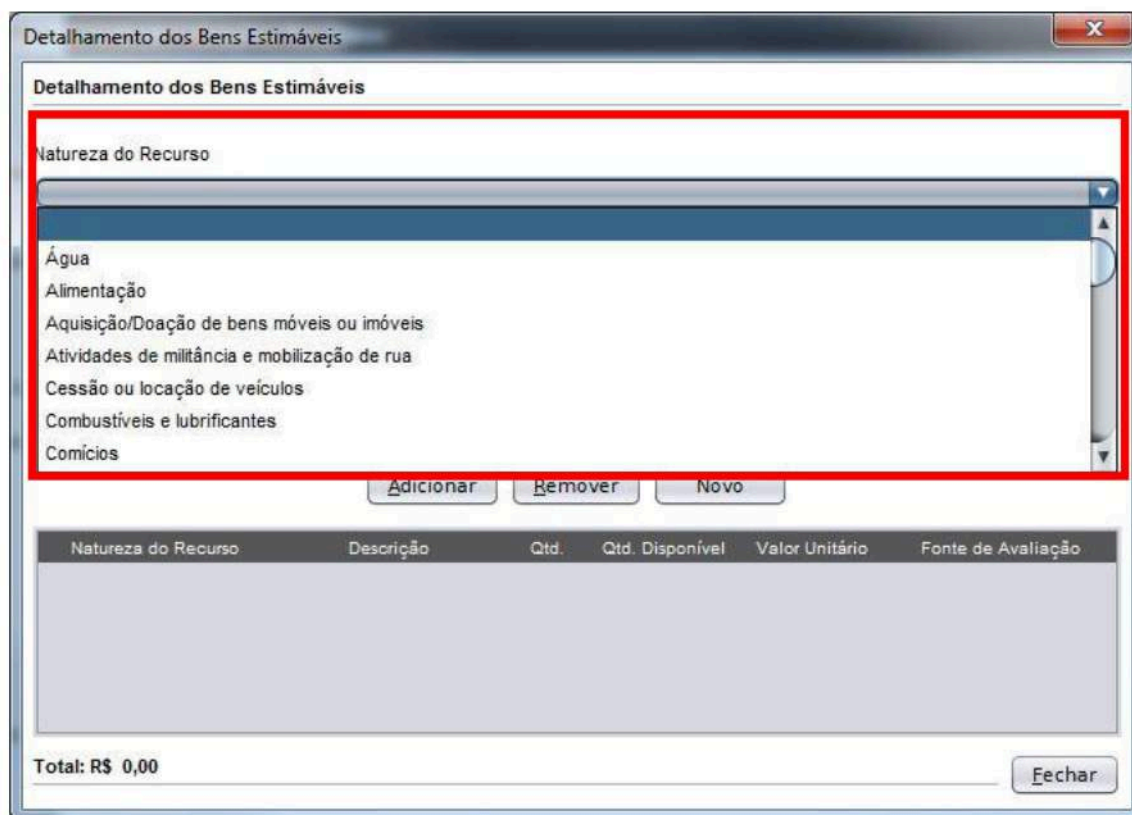 Detalhamento dos Bens Estimáveis
Detalhamento dos Bens Estimáveis
Natureza do Recurso
Água
Alimentação
Aquisição/Doação de bens móveis ou imóveis
Atividades de militância e mobilização de rua
Cessão ou locação de veículos
Combustíveis e lubrificantes
Comícios
Adicionar Remover Novo
Natureza do Recurso Descrição Qtd. Qtd. Disponível Valor Unitário Fonte de Avaliação
Total: R$ 0,00
Fechar